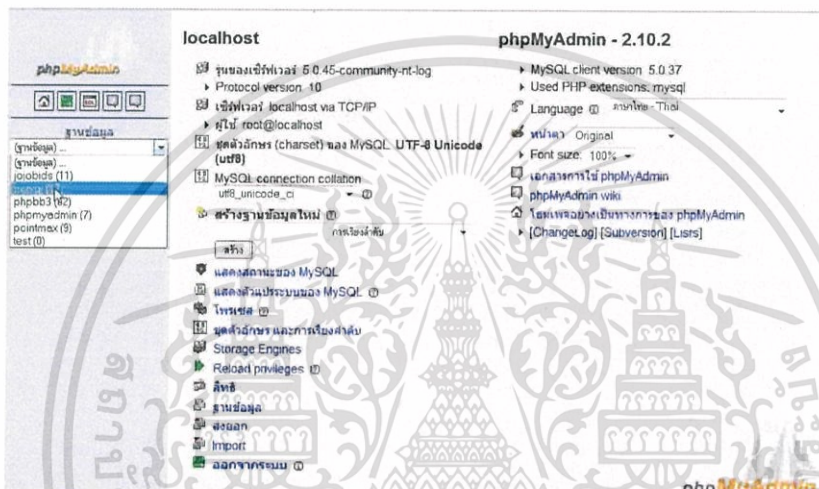 phpMyAdmin
ฐานข้อมูล
(ฐานข้อมูล) ...
(ฐานข้อมูล) ...
jojobids (11)
phpbb3 (62)
phpmyadmin (7)
pointmax (9)
test (0)
localhost
รุ่นของเซิร์ฟเวอร์ 5.0.45-community-nt-log
Protocol version 10
เซิร์ฟเวอร์ localhost via TCP/IP
ผู้ใช้ root@localhost
ชุดตัวอักษร (charset) ของ MySQL UTF-8 Unicode
(utf8)
MySQL connection collation
utf8_unicode_ci
สร้างฐานข้อมูลใหม่
การเรียงลำดับ
สร้าง
แสดงสถานะของ MySQL
แสดงตัวแปรระบบของ MySQL
โพรเซส
ชุดตัวอักษร และการเรียงลำดับ
Storage Engines
Reload privileges
สิทธิ
ฐานข้อมูล
ส่งออก
Import
ออกจากระบบ
phpMyAdmin - 2.10.2
MySQL client version 5.0.37
Used PHP extensions: mysql
Language ภาษาไทย - Thai
หน้าตา Original
Font size: 100%
เอกสารการใช้ phpMyAdmin
phpMyAdmin wiki
โฮมเพจอย่างเป็นทางการของ phpMyAdmin
[ChangeLog] [Subversion] [Lists]
phpMyAdmin